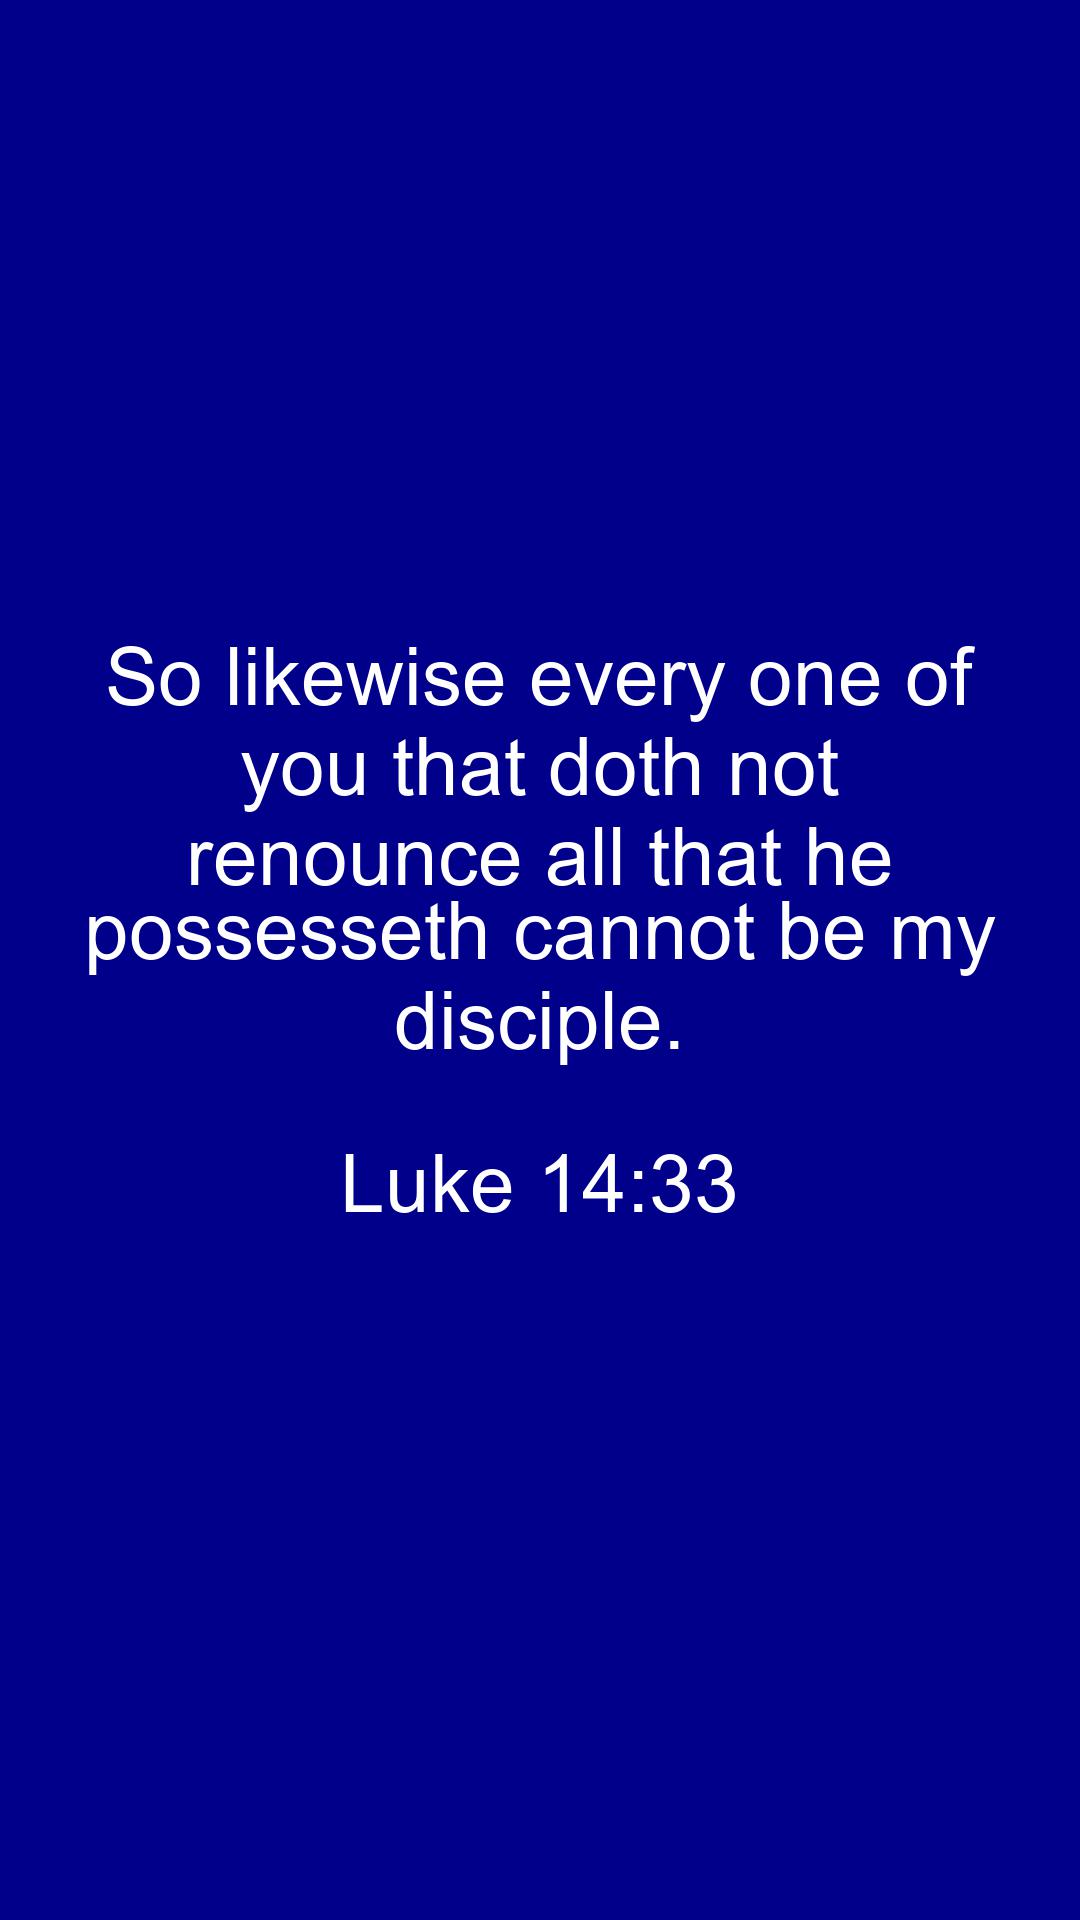 So likewise every one of
you that doth not
renounce all that he
possesseth cannot be my
disciple.
Luke 14:33